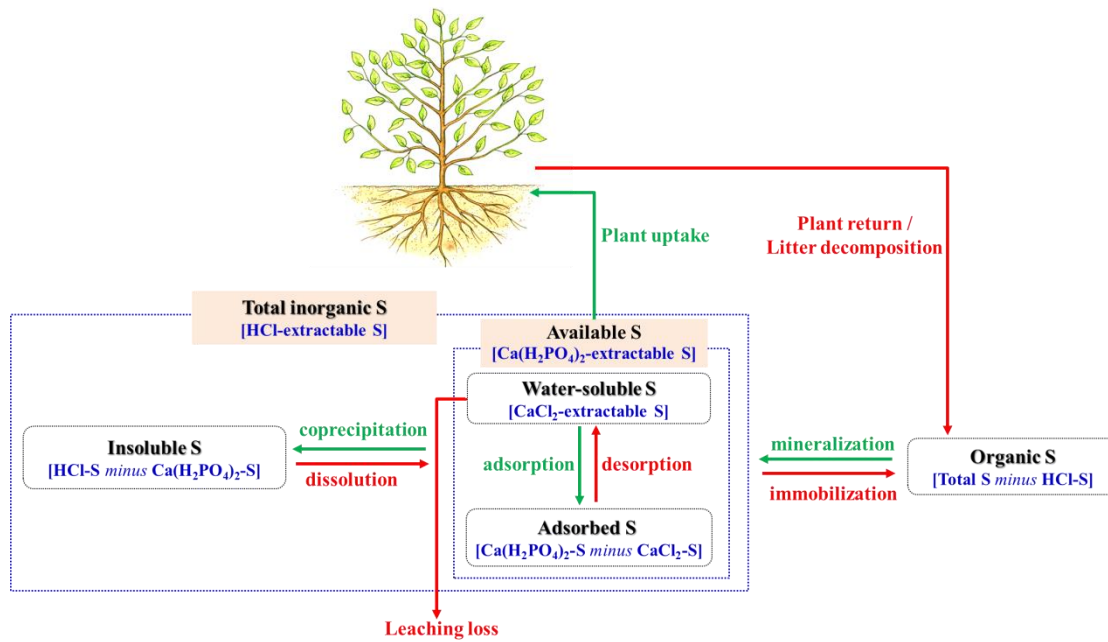 Plant uptake
Plant return /
Litter decomposition
Total inorganic S
[HCl-extractable S]
Available S
[Ca(H₂PO₄)₂-extractable S]
Water-soluble S
[CaCl₂-extractable S]
coprecipitation
dissolution
Insoluble S
[HCl-S minus Ca(H₂PO₄)₂-S]
adsorption
desorption
mineralization
immobilization
Organic S
[Total S minus HCl-S]
Adsorbed S
[Ca(H₂PO₄)₂-S minus CaCl₂-S]
Leaching loss